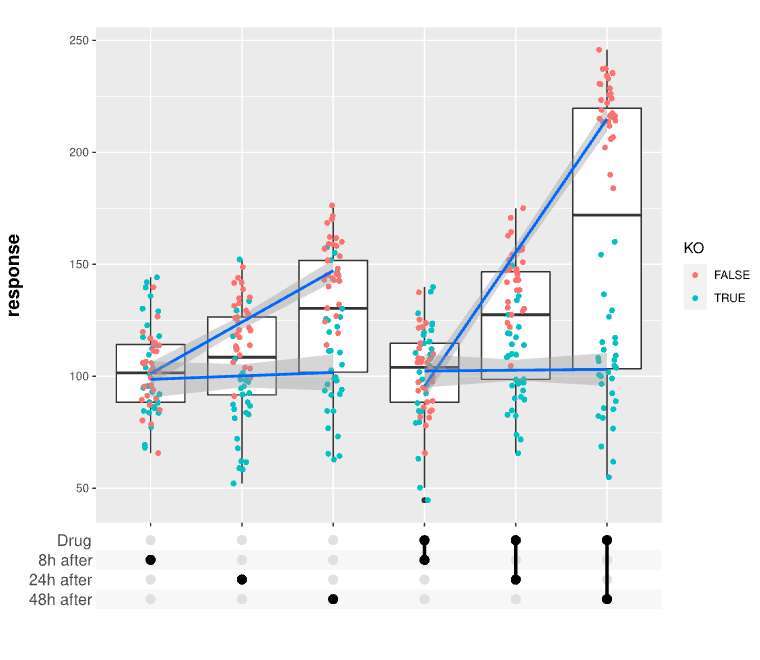 250
200
150
100
50
response
KO
FALSE
TRUE
Drug
8h after
24h after
48h after